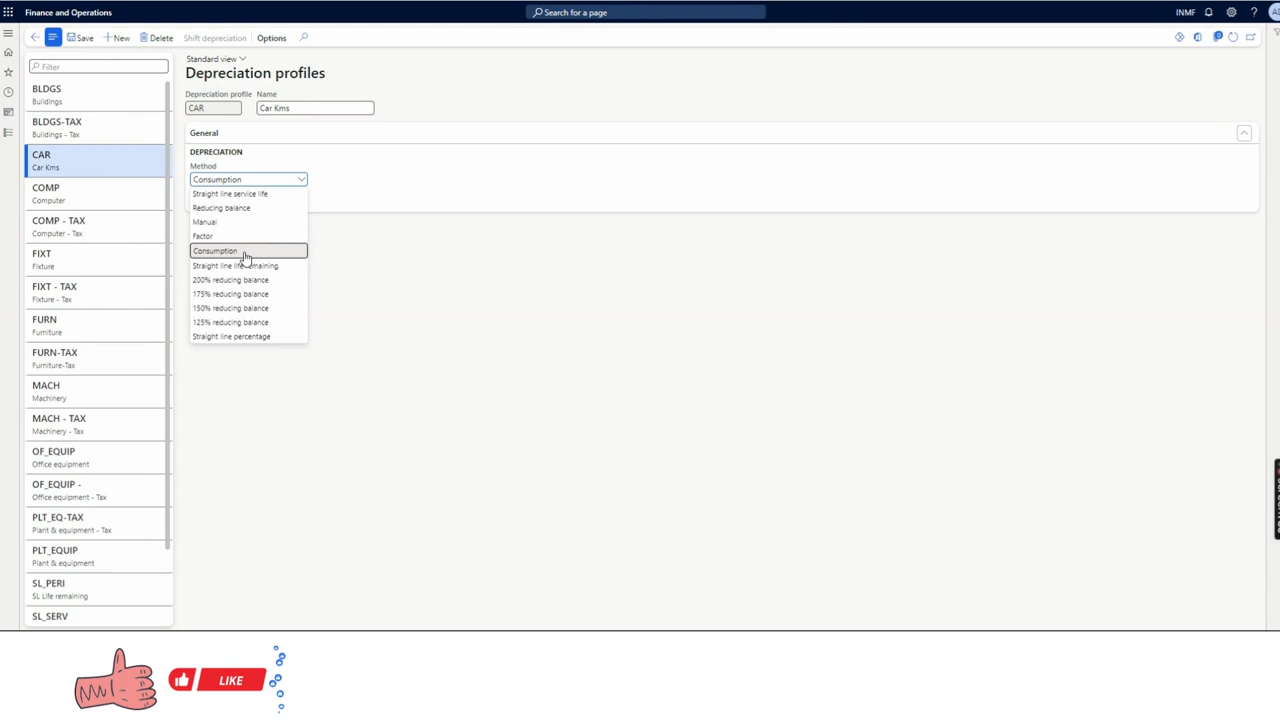 Finance and Operations
Search for a page
INMF
?
AD
Save
New
Delete
Shift depreciation
Options
Filter
BLDGS
Buildings
BLDGS-TAX
Buildings - Tax
CAR
Car Kms
COMP
Computer
COMP - TAX
Computer - Tax
FIXT
Fixture
FIXT - TAX
Fixture - Tax
FURN
Furniture
FURN-TAX
Furniture-Tax
MACH
Machinery
MACH - TAX
Machinery - Tax
OF_EQUIP
Office equipment
OF_EQUIP -
Office equipment - Tax
PLT_EQ-TAX
Plant & equipment - Tax
PLT_EQUIP
Plant & equipment
SL_PERI
SL Life remaining
SL_SERV
Standard view
Depreciation profiles
Depreciation profile
Name
CAR
Car Kms
General
DEPRECIATION
Method
Consumption
Straight line service life
Reducing balance
Manual
Factor
Consumption
Straight line life remaining
200% reducing balance
175% reducing balance
150% reducing balance
125% reducing balance
Straight line percentage
LIKE